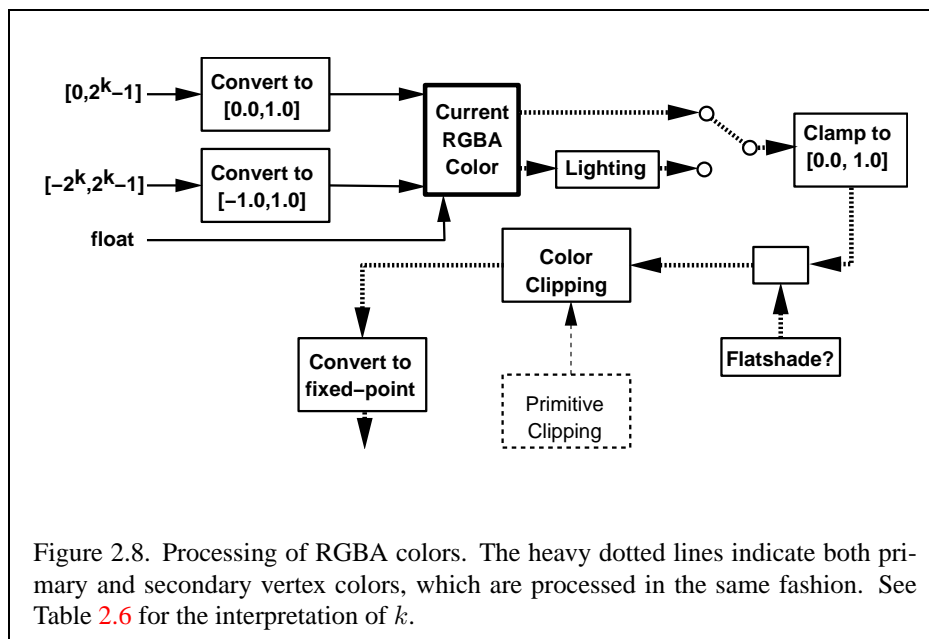 [0,2^k−1]
Convert to
[0.0,1.0]
Current
RGBA
Color
Clamp to
[0.0, 1.0]
Lighting
[−2^k,2^k−1]
Convert to
[−1.0,1.0]
float
Color
Clipping
Flatshade?
Convert to
fixed−point
Primitive
Clipping
Figure 2.8. Processing of RGBA colors. The heavy dotted lines indicate both pri-
mary and secondary vertex colors, which are processed in the same fashion. See
Table 2.6 for the interpretation of k.